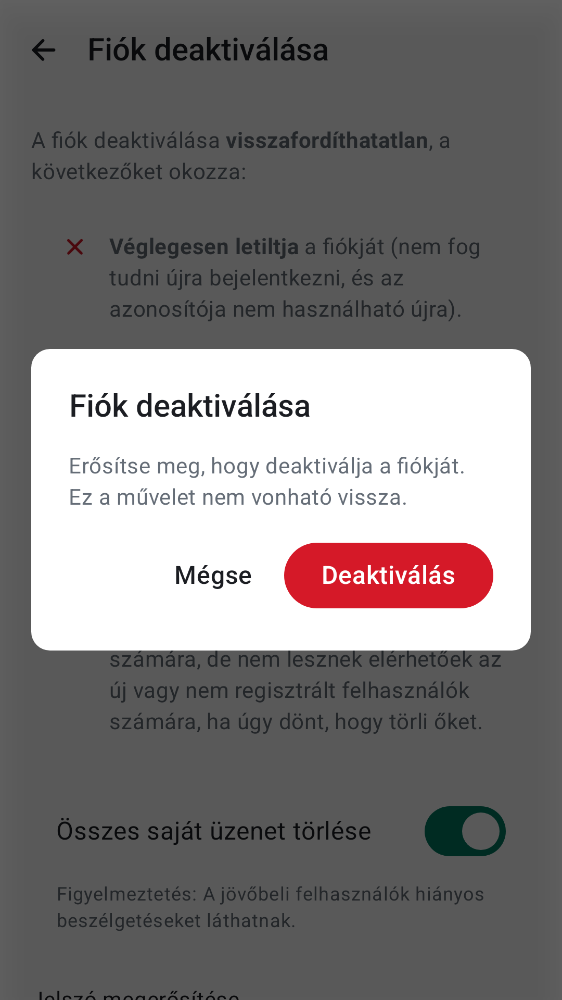 Fiók deaktiválása
A fiók deaktiválása visszafordíthatatlan, a
következőket okozza:
Véglegesen letiltja a fiókját (nem fog
tudni újra bejelentkezni, és az
azonosítója nem használható újra).
Fiók deaktiválása
Erősítse meg, hogy deaktiválja a fiókját.
Ez a művelet nem vonható vissza.
Mégse
Deaktiválás
számára, de nem lesznek elérhetőek az
új vagy nem regisztrált felhasználók
számára, ha úgy dönt, hogy törli őket.
Összes saját üzenet törlése
Figyelmeztetés: A jövőbeli felhasználók hiányos
beszélgetéseket láthatnak.
Jelszó megerősítése